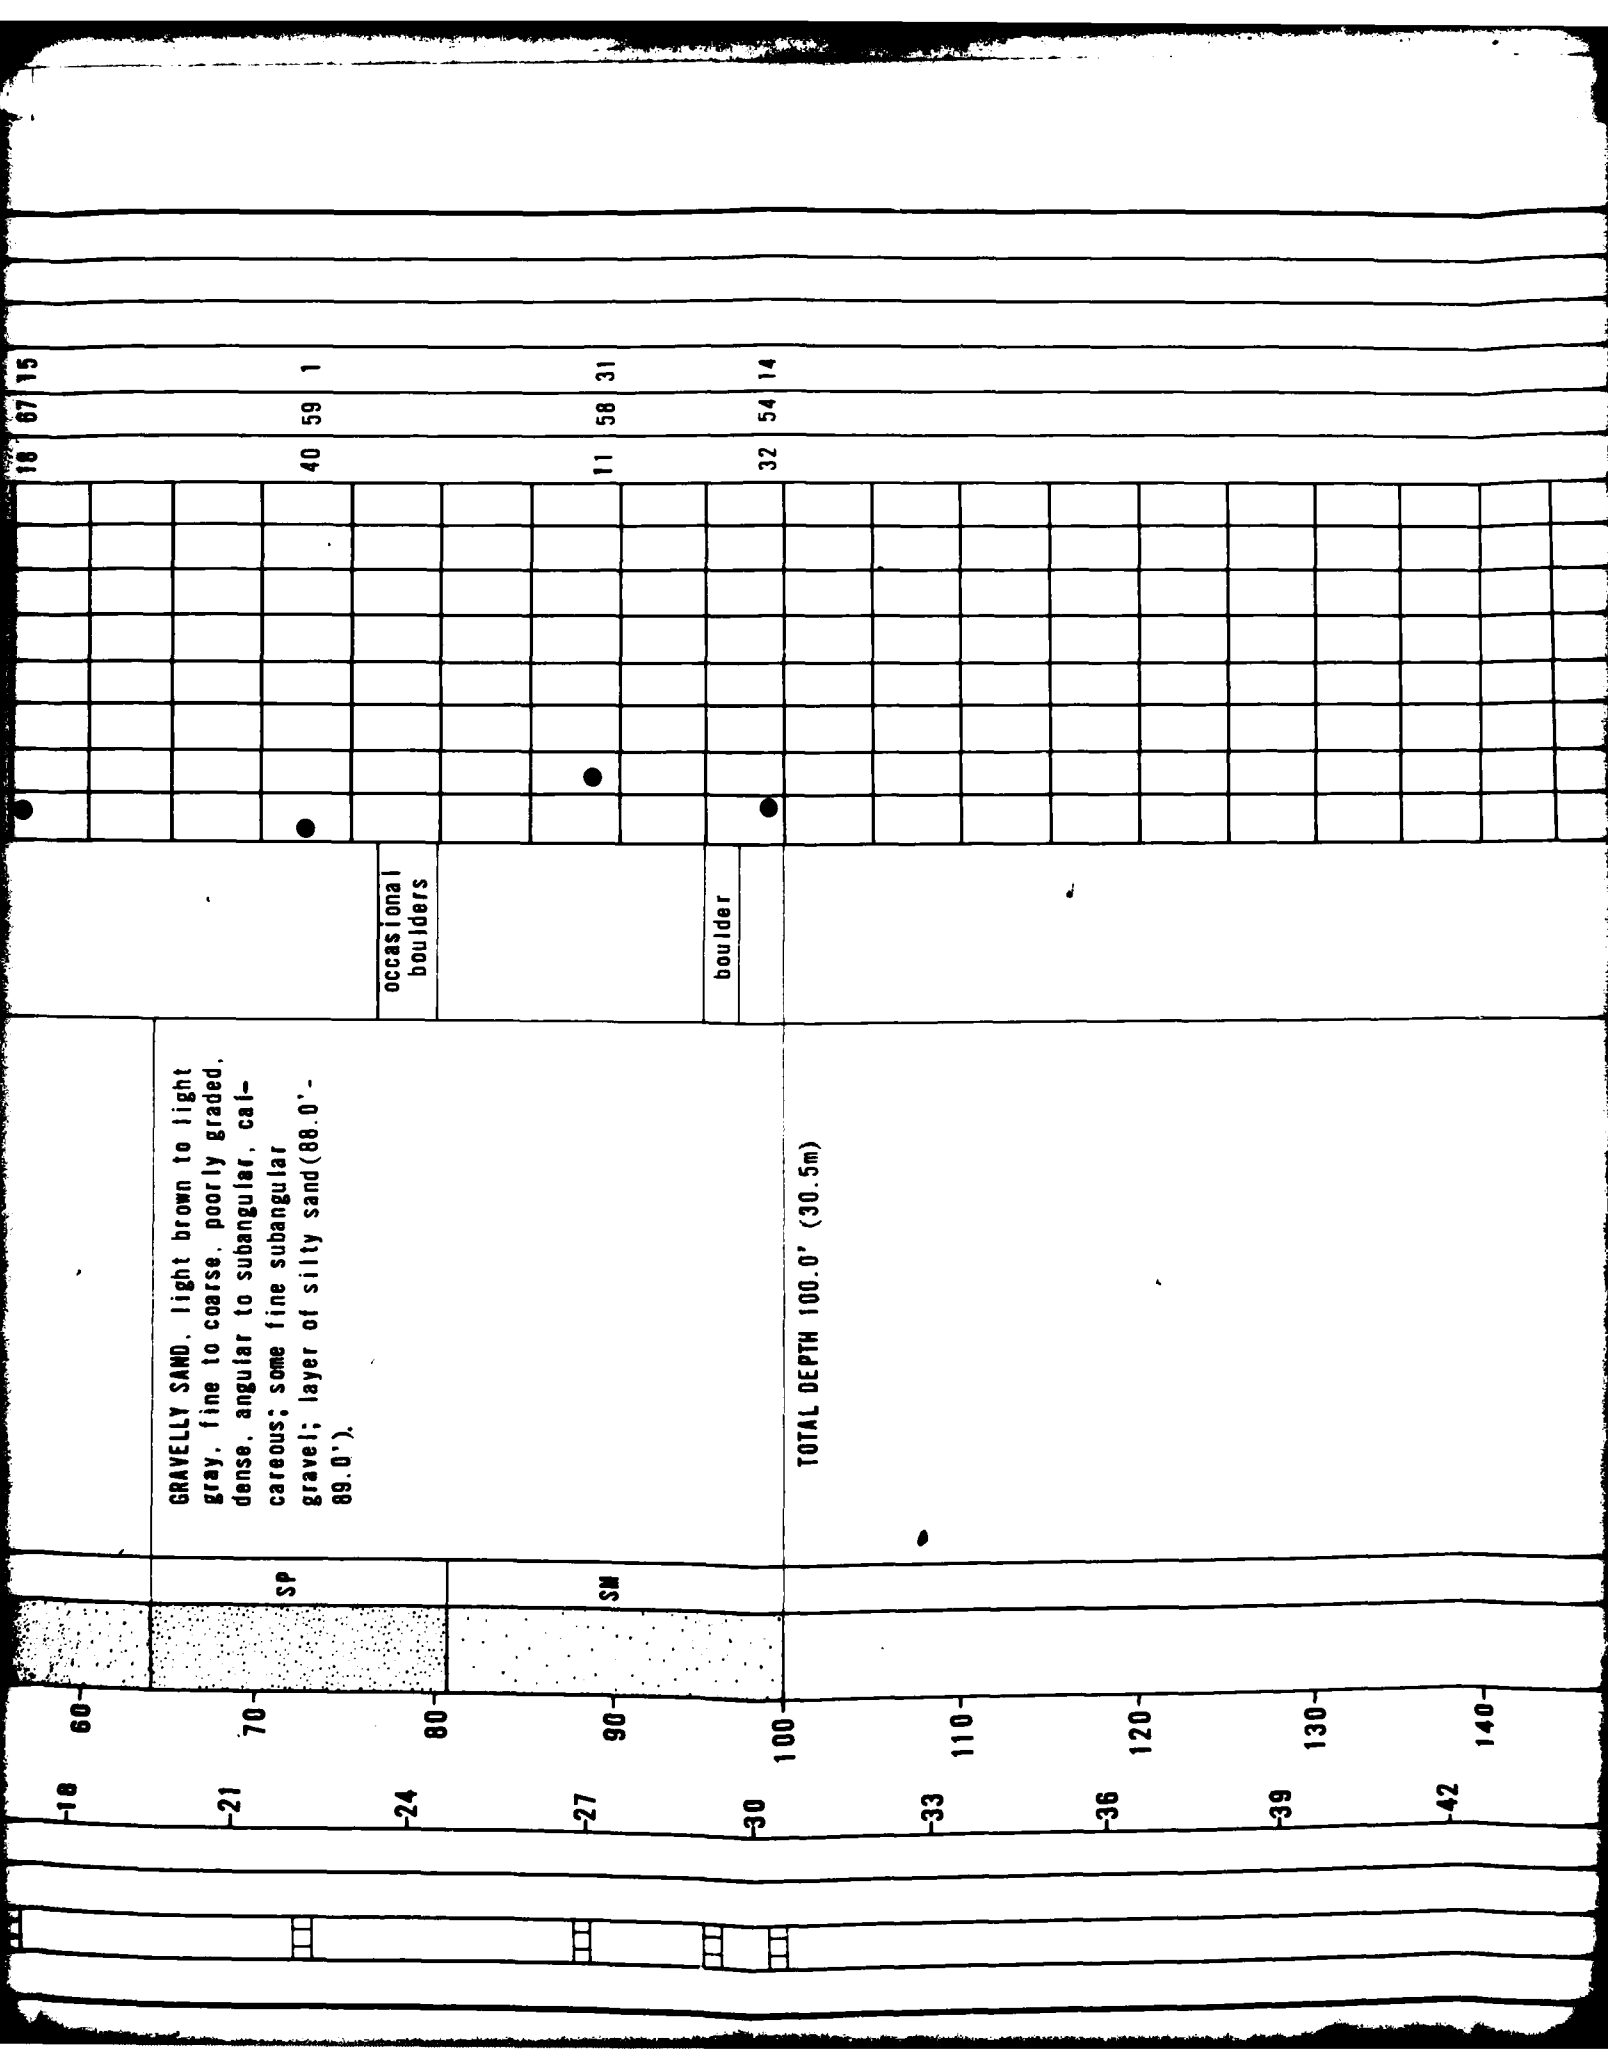 18 67 15
40 59 1
11 58 31
32 54 14
occasional
boulders
boulder
GRAVELLY SAND, light brown to light
gray, fine to coarse, poorly graded,
dense, angular to subangular, cal-
careous; some fine subangular
gravel; layer of silty sand(88.0'-
89.0').
TOTAL DEPTH 100.0' (30.5m)
SP
SM
60
70
80
90
100
110
120
130
140
18
21
24
27
30
33
36
39
42